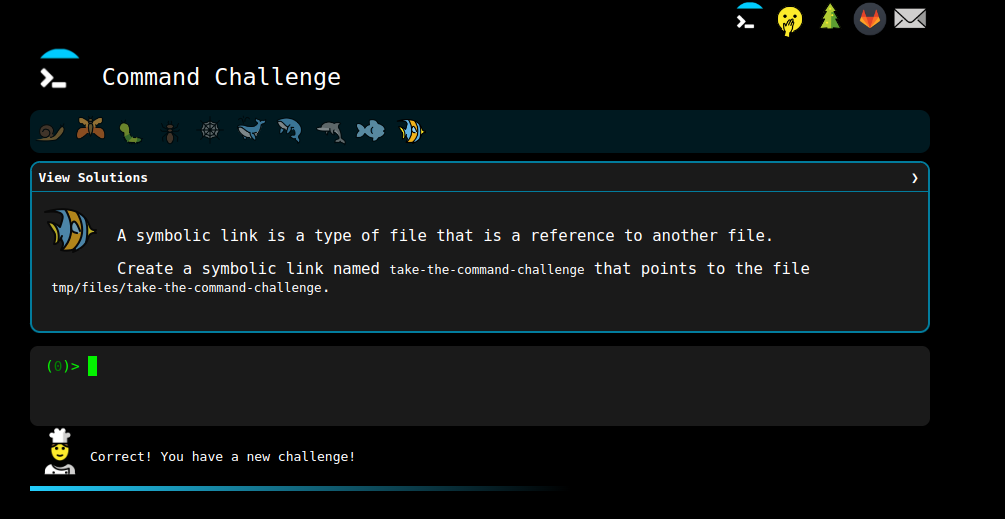 Command Challenge
View Solutions ❯
A symbolic link is a type of file that is a reference to another file.
Create a symbolic link named take-the-command-challenge that points to the file
tmp/files/take-the-command-challenge.
(0)>
Correct! You have a new challenge!